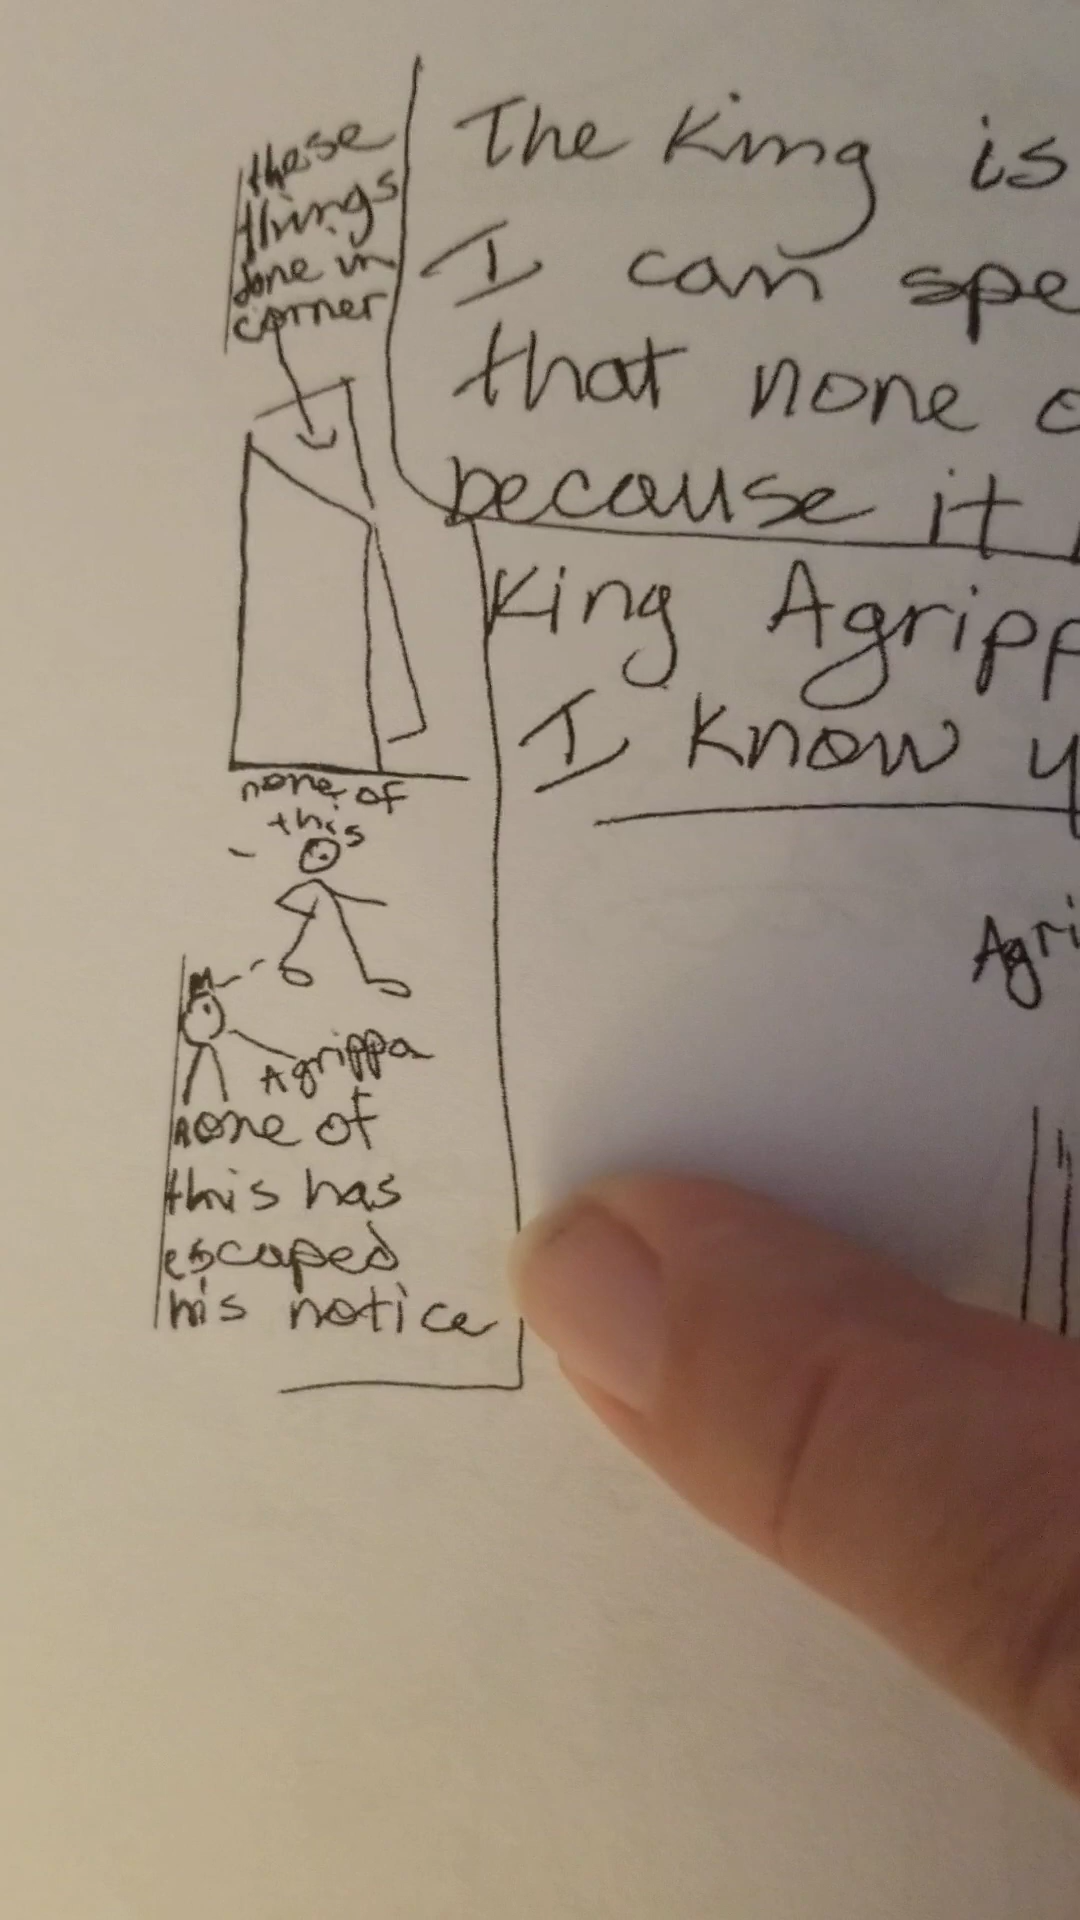 these
things
done in
corner
none of
this
Agrippa
none of
this has
escaped
his notice
The King is
I can spe
that none o
because it
King Agripp
I know y
Agri